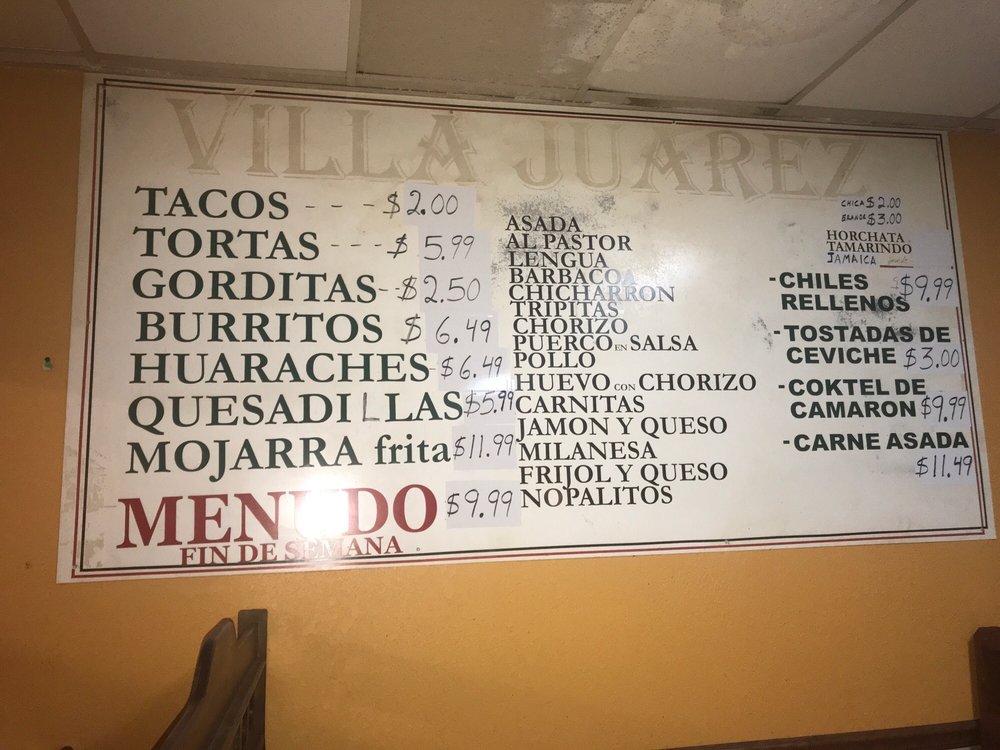 VILLA JUAREZ
TACOS - - - $2.00
TORTAS - - - $5.99
GORDITAS - - $2.50
BURRITOS $6.49
HUARACHES - $6.49
QUESADILLAS $5.99
MOJARRA frita $11.99
MENUDO $9.99
FIN DE SEMANA
ASADA
AL PASTOR
LENGUA
BARBACOA
CHICHARRON
TRIPITAS
CHORIZO
PUERCO EN SALSA
POLLO
HUEVO CON CHORIZO
CARNITAS
JAMON Y QUESO
MILANESA
FRIJOL Y QUESO
NOPALITOS
CHICA $2.00
GRANDE $3.00
HORCHATA
TAMARINDO
JAMAICA
-CHILES $9.99
RELLENOS
-TOSTADAS DE
CEVICHE $3.00
-COKTEL DE
CAMARON $9.99
-CARNE ASADA
$11.49